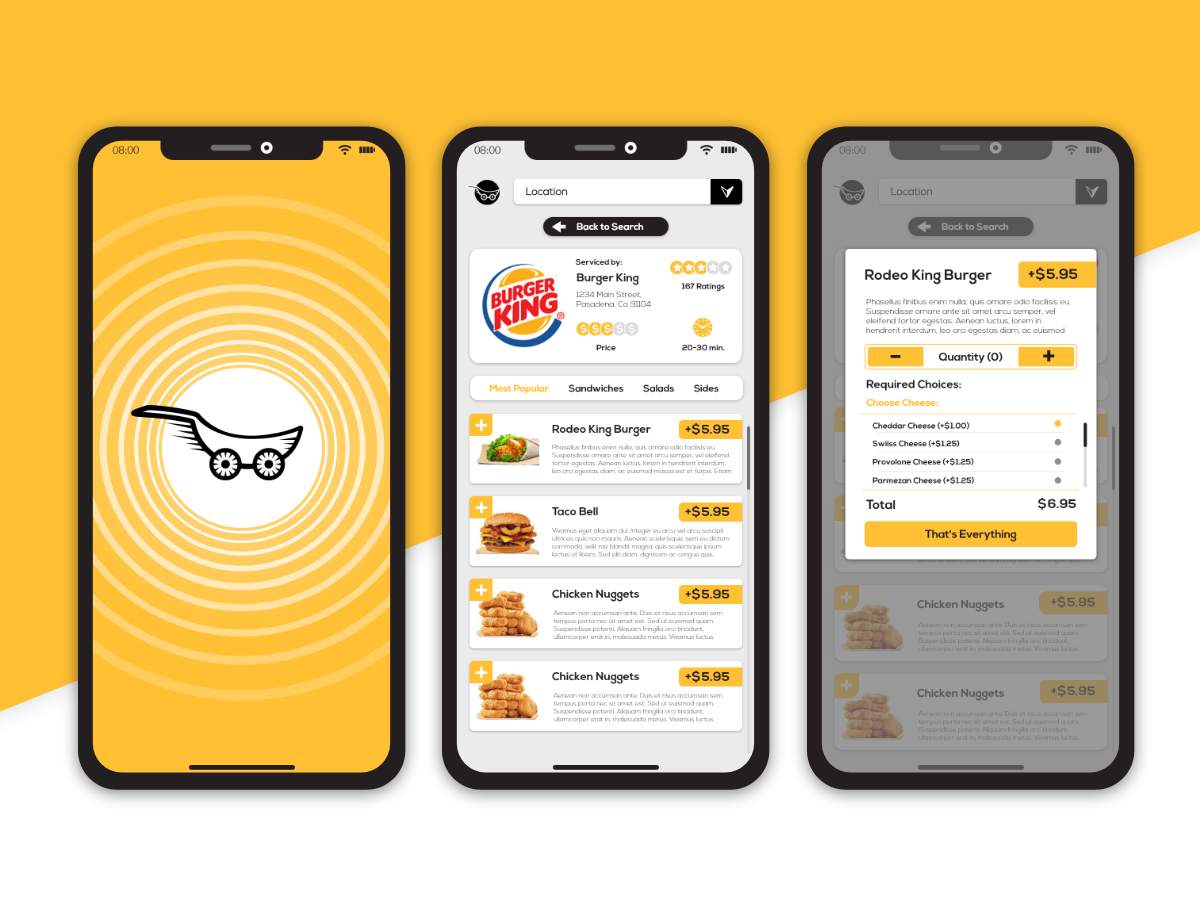 08:00
08:00
Location
Back to Search
BURGER
KING
Serviced by:
Burger King
1234 Main Street,
Pasadena, Ca 91104
167 Ratings
$ $ $ $ $
Price
20-30 min.
Most Popular Sandwiches Salads Sides
Rodeo King Burger +$5.95
Phasellus finibus enim nulla, quis ornare odio facilisis eu.
Suspendisse ornare ante sit amet arcu semper, vel
eleifend tortor egestas. Aenean luctus, lorem in hendrerit interdum,
leo orci egestas diam, ac euismod massa est et turpis. Etiam
Taco Bell +$5.95
Vivamus eget aliquam dui. Integer eu arcu vel arcu suscipit
ultrices quis non mauris. Aenean scelerisque, sem eu dictum
commodo, velit nisi blandit magna, quis scelerisque ipsum
lectus ut libero. Sed elit diam, dignissim ac congue quis,
Chicken Nuggets +$5.95
Aenean non accumsan ante. Duis et risus accumsan sem
tempus porta nec sit amet est. Sed ut euismod quam.
Suspendisse potenti. Aliquam fringilla orci tincidunt,
ullamcorper erat in, malesuada metus. Vivamus luctus
Chicken Nuggets +$5.95
Aenean non accumsan ante. Duis et risus accumsan sem
tempus porta nec sit amet est. Sed ut euismod quam.
Suspendisse potenti. Aliquam fringilla orci tincidunt,
ullamcorper erat in, malesuada metus. Vivamus luctus
08:00
Location
Back to Search
Rodeo King Burger +$5.95
Phasellus finibus enim nulla, quis ornare odio facilisis eu.
Suspendisse ornare ante sit amet arcu semper, vel
eleifend tortor egestas. Aenean luctus, lorem in
hendrerit interdum, leo orci egestas diam, ac euismod
− Quantity (0) +
Required Choices:
Choose Cheese:
Cheddar Cheese (+$1.00)
Swilss Cheese (+$1.25)
Provolone Cheese (+$1.25)
Parmezan Cheese (+$1.25)
Total $6.95
That's Everything
Chicken Nuggets +$5.95
Aenean non accumsan ante. Duis et risus accumsan sem
tempus porta nec sit amet est. Sed ut euismod quam.
Suspendisse potenti. Aliquam fringilla orci tincidunt,
ullamcorper erat in, malesuada metus. Vivamus luctus
Chicken Nuggets +$5.95
Aenean non accumsan ante. Duis et risus accumsan sem
tempus porta nec sit amet est. Sed ut euismod quam.
Suspendisse potenti. Aliquam fringilla orci tincidunt,
ullamcorper erat in, malesuada metus. Vivamus luctus